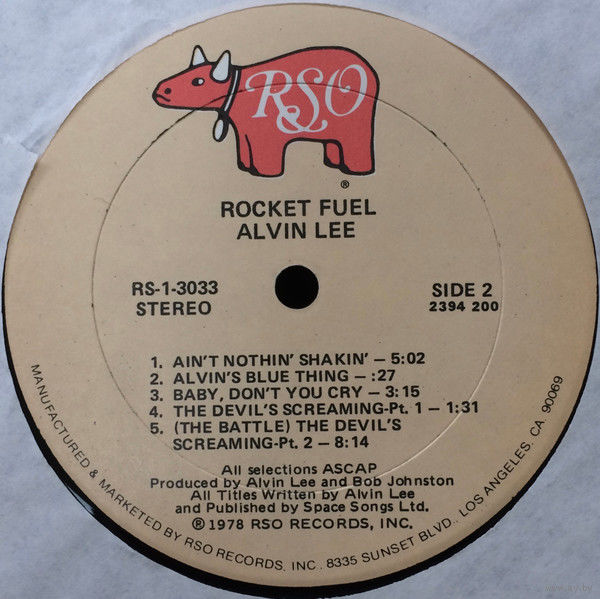 RSO
®
ROCKET FUEL
ALVIN LEE
RS-1-3033
STEREO
SIDE 2
2394 200
1. AIN'T NOTHIN' SHAKIN' – 5:02
2. ALVIN'S BLUE THING – :27
3. BABY, DON'T YOU CRY – 3:15
4. THE DEVIL'S SCREAMING-Pt. 1 – 1:31
5. (THE BATTLE) THE DEVIL'S
SCREAMING-Pt. 2 – 8:14
All selections ASCAP
Produced by Alvin Lee and Bob Johnston
All Titles Written by Alvin Lee
and Published by Space Songs Ltd.
℗1978 RSO RECORDS, INC.
MANUFACTURED & MARKETED BY RSO RECORDS, INC., 8335 SUNSET BLVD., LOS ANGELES, CA. 90069
www.ay.by